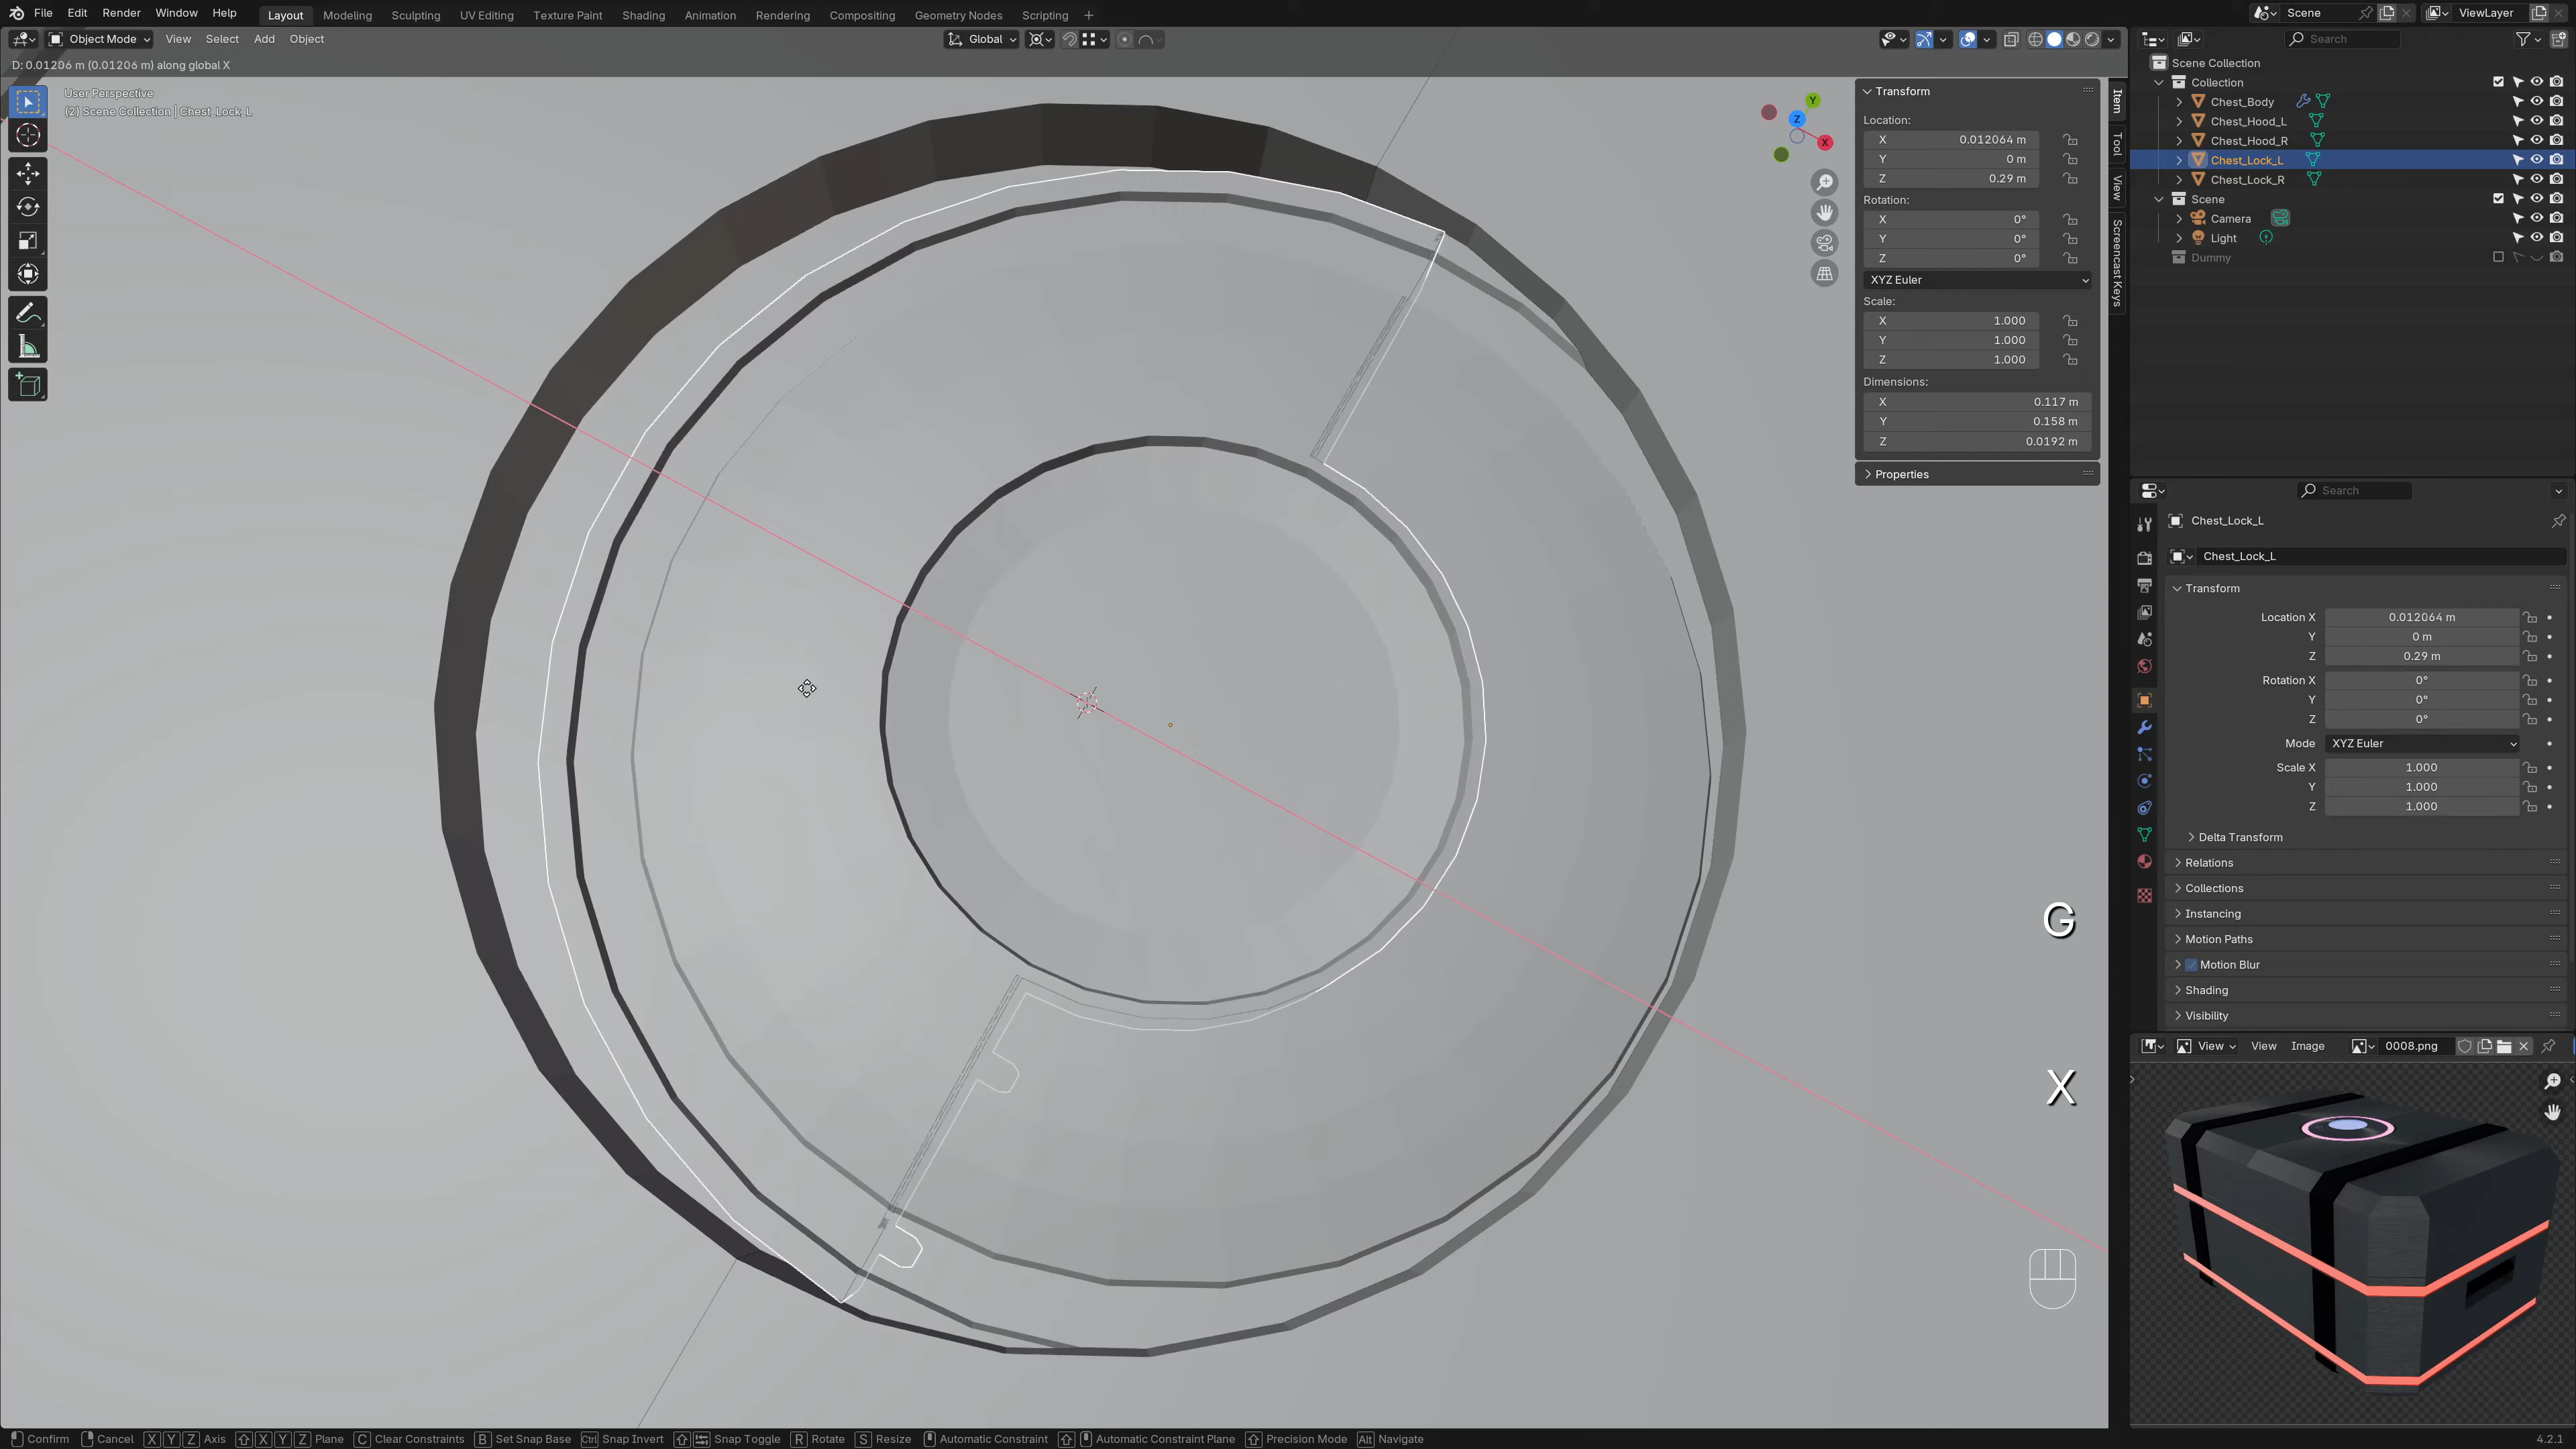 File Edit Render Window Help Layout Modeling Sculpting UV Editing Texture Paint Shading Animation Rendering Compositing Geometry Nodes Scripting + Scene ViewLayer
Object Mode View Select Add Object Global Search
D: 0.01206 m (0.01206 m) along global X
User Perspective
(2) Scene Collection | Chest_Lock_L
Y
Z
X
Transform
Location:
X 0.012064 m
Y 0 m
Z 0.29 m
Rotation:
X 0°
Y 0°
Z 0°
XYZ Euler
Scale:
X 1.000
Y 1.000
Z 1.000
Dimensions:
X 0.117 m
Y 0.158 m
Z 0.0192 m
Properties
Item
Tool
View
Screencast Keys
Scene Collection
Collection
Chest_Body
Chest_Hood_L
Chest_Hood_R
Chest_Lock_L
Chest_Lock_R
Scene
Camera
Light
Dummy
Search
Chest_Lock_L
Chest_Lock_L
Transform
Location X 0.012064 m
Y 0 m
Z 0.29 m
Rotation X 0°
Y 0°
Z 0°
Mode XYZ Euler
Scale X 1.000
Y 1.000
Z 1.000
Delta Transform
Relations
Collections
Instancing
Motion Paths
Motion Blur
Shading
Visibility
View View Image 0008.png
G
X
Confirm Cancel X Y Z Axis X Y Z Plane C Clear Constraints B Set Snap Base Ctrl Snap Invert Snap Toggle R Rotate S Resize Automatic Constraint Automatic Constraint Plane Precision Mode Alt Navigate 4.2.1